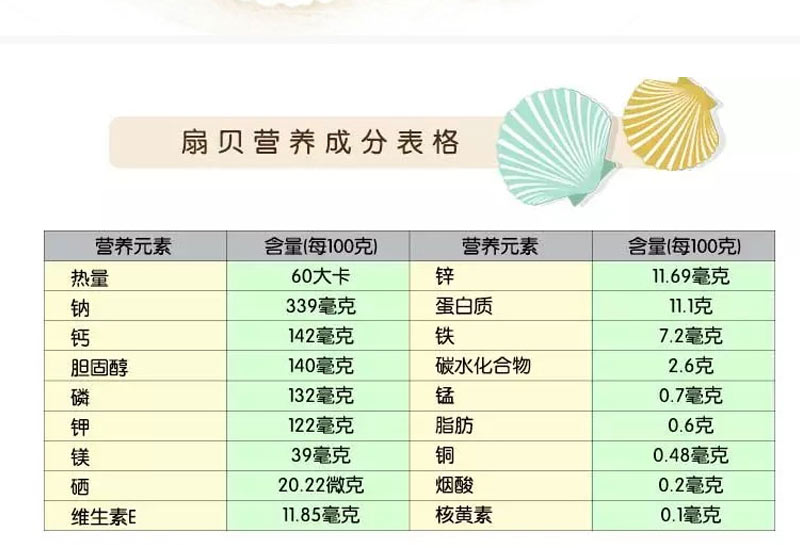 扇贝营养成分表格
营养元素 含量(每100克) 营养元素 含量(每100克)
热量 60大卡 锌 11.69毫克
钠 339毫克 蛋白质 11.1克
钙 142毫克 铁 7.2毫克
胆固醇 140毫克 碳水化合物 2.6克
磷 132毫克 锰 0.7毫克
钾 122毫克 脂肪 0.6克
镁 39毫克 铜 0.48毫克
硒 20.22微克 烟酸 0.2毫克
维生素E 11.85毫克 核黄素 0.1毫克